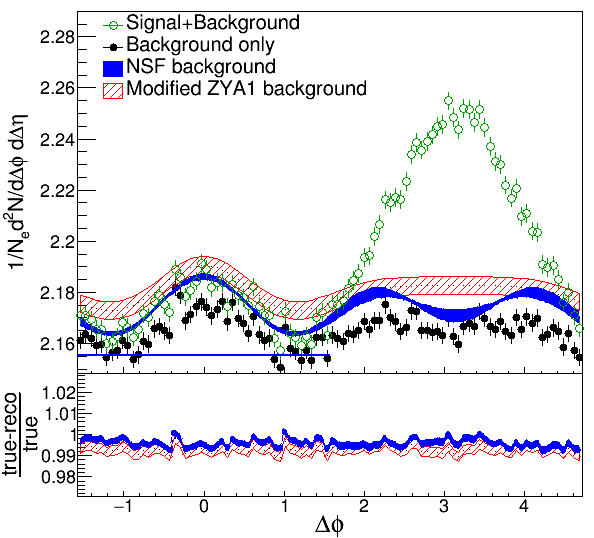 Signal+Background
Background only
NSF background
Modified ZYA1 background
1/Nₑd²N/dΔϕ dΔη
2.28
2.26
2.24
2.22
2.2
2.18
2.16
true-reco
true
1.02
1.01
1
0.99
0.98
−1 0 1 2 3 4
Δϕ